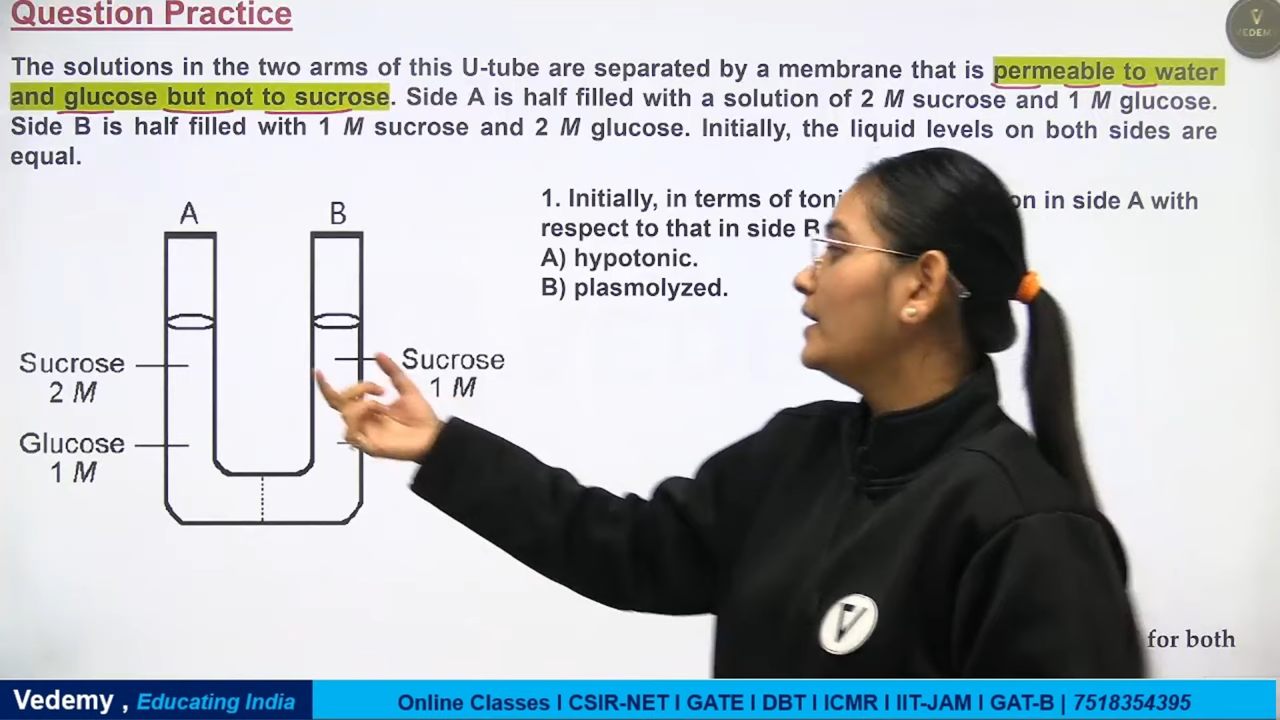 Question Practice
The solutions in the two arms of this U-tube are separated by a membrane that is permeable to water
and glucose but not to sucrose. Side A is half filled with a solution of 2 M sucrose and 1 M glucose.
Side B is half filled with 1 M sucrose and 2 M glucose. Initially, the liquid levels on both sides are
equal.
1. Initially, in terms of toni on in side A with
respect to that in side B
A) hypotonic.
B) plasmolyzed.
A
B
Sucrose
2 M
Glucose
1 M
Sucrose
1 M
for both
V
VEDEM
V
Vedemy , Educating India
Online Classes I CSIR-NET I GATE I DBT I ICMR I IIT-JAM I GAT-B | 7518354395